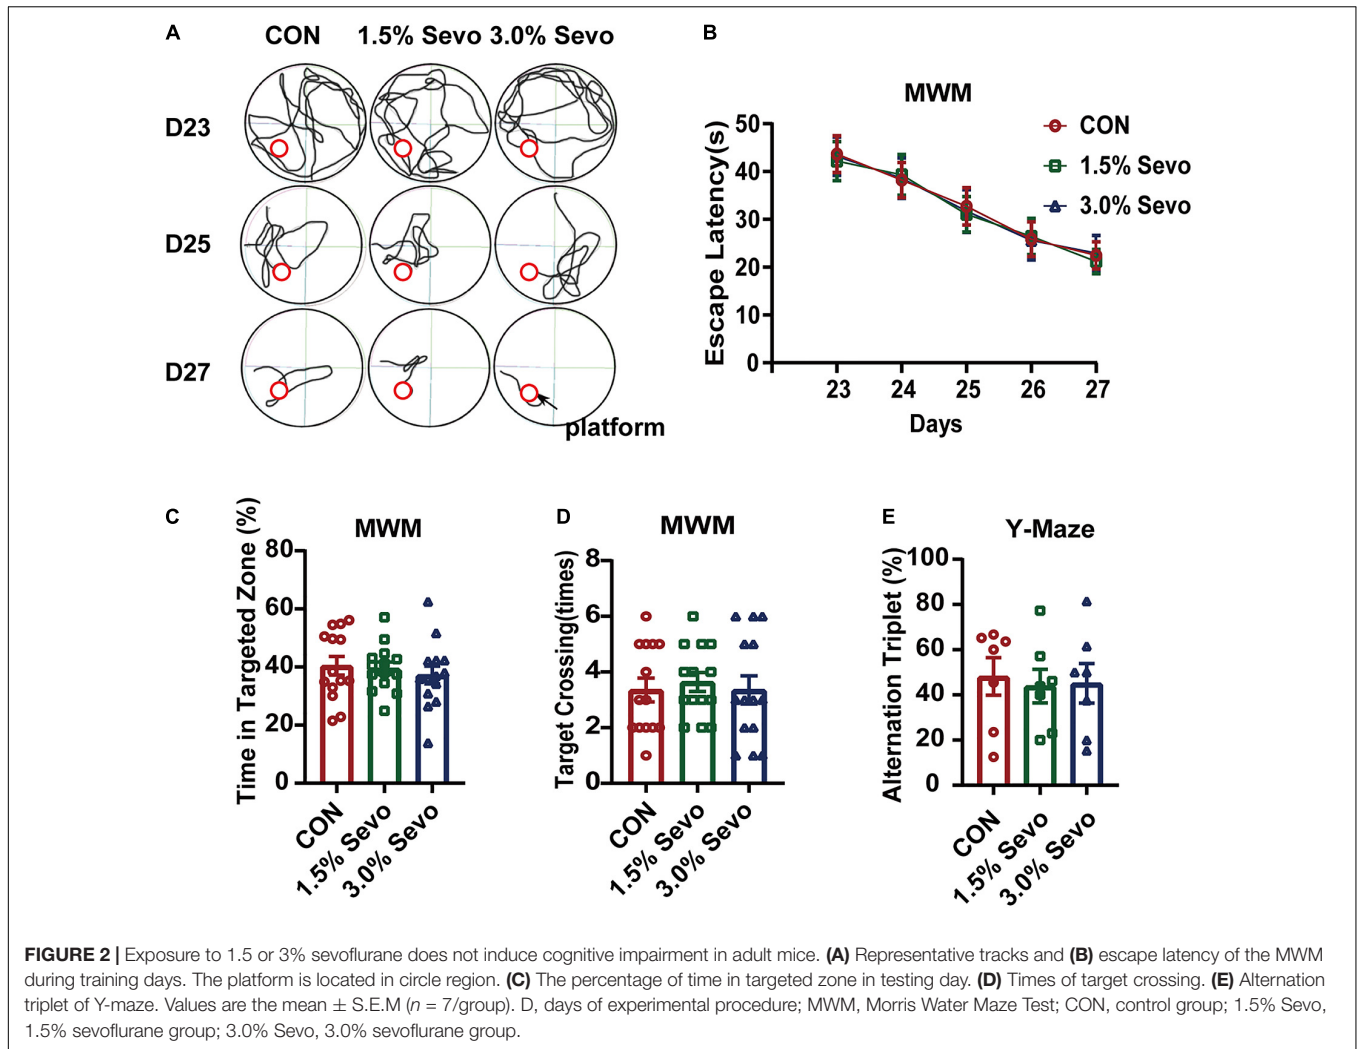 A
CON 1.5% Sevo 3.0% Sevo
D23
D25
D27
platform
B
MWM
CON
1.5% Sevo
3.0% Sevo
Escape Latency(s)
50
40
30
20
10
0
23 24 25 26 27
Days
C
MWM
Time in Targeted Zone (%)
80
60
40
20
0
CON
1.5% Sevo
3.0% Sevo
D
MWM
Target Crossing(times)
8
6
4
2
0
CON
1.5% Sevo
3.0% Sevo
E
Y-Maze
Alternation Triplet (%)
100
80
60
40
20
0
CON
1.5% Sevo
3.0% Sevo
FIGURE 2 | Exposure to 1.5 or 3% sevoflurane does not induce cognitive impairment in adult mice. (A) Representative tracks and (B) escape latency of the MWM
during training days. The platform is located in circle region. (C) The percentage of time in targeted zone in testing day. (D) Times of target crossing. (E) Alternation
triplet of Y-maze. Values are the mean ± S.E.M (n = 7/group). D, days of experimental procedure; MWM, Morris Water Maze Test; CON, control group; 1.5% Sevo,
1.5% sevoflurane group; 3.0% Sevo, 3.0% sevoflurane group.